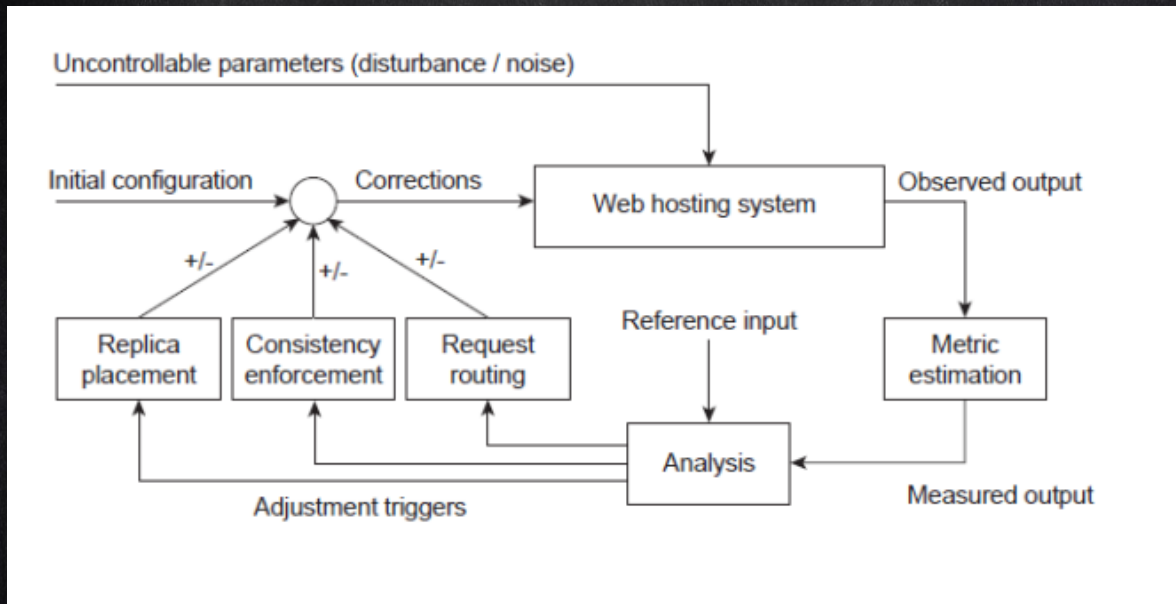 Uncontrollable parameters (disturbance / noise)
Initial configuration
Corrections
Web hosting system
Observed output
+/-
+/-
+/-
Reference input
Replica
placement
Consistency
enforcement
Request
routing
Metric
estimation
Analysis
Adjustment triggers
Measured output